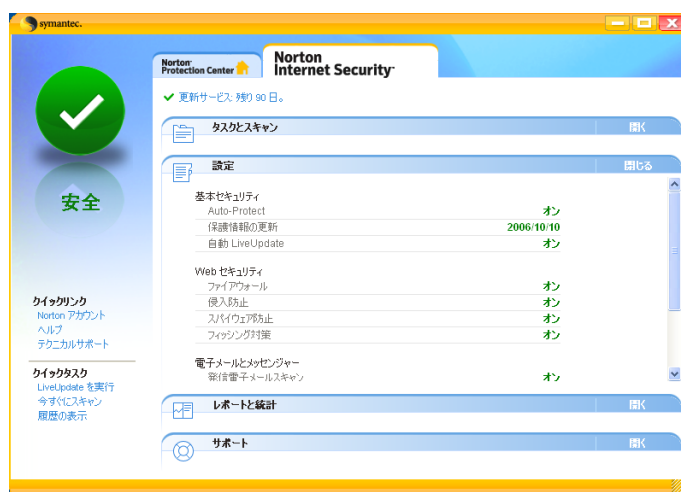 symantec.
Norton Protection Center
Norton Internet Security
更新サービス: 残り 90 日。
タスクとスキャン 開く
設定 閉じる
安全
基本セキュリティ
Auto-Protect オン
保護情報の更新 2006/10/10
自動 LiveUpdate オン
Web セキュリティ
ファイアウォール オン
侵入防止 オン
スパイウェア防止 オン
フィッシング対策 オン
電子メールとメッセンジャー
発信電子メールスキャン オン
クイックリンク
Norton アカウント
ヘルプ
テクニカルサポート
クイックタスク
LiveUpdate を実行
今すぐにスキャン
履歴の表示
レポートと統計 開く
サポート 開く